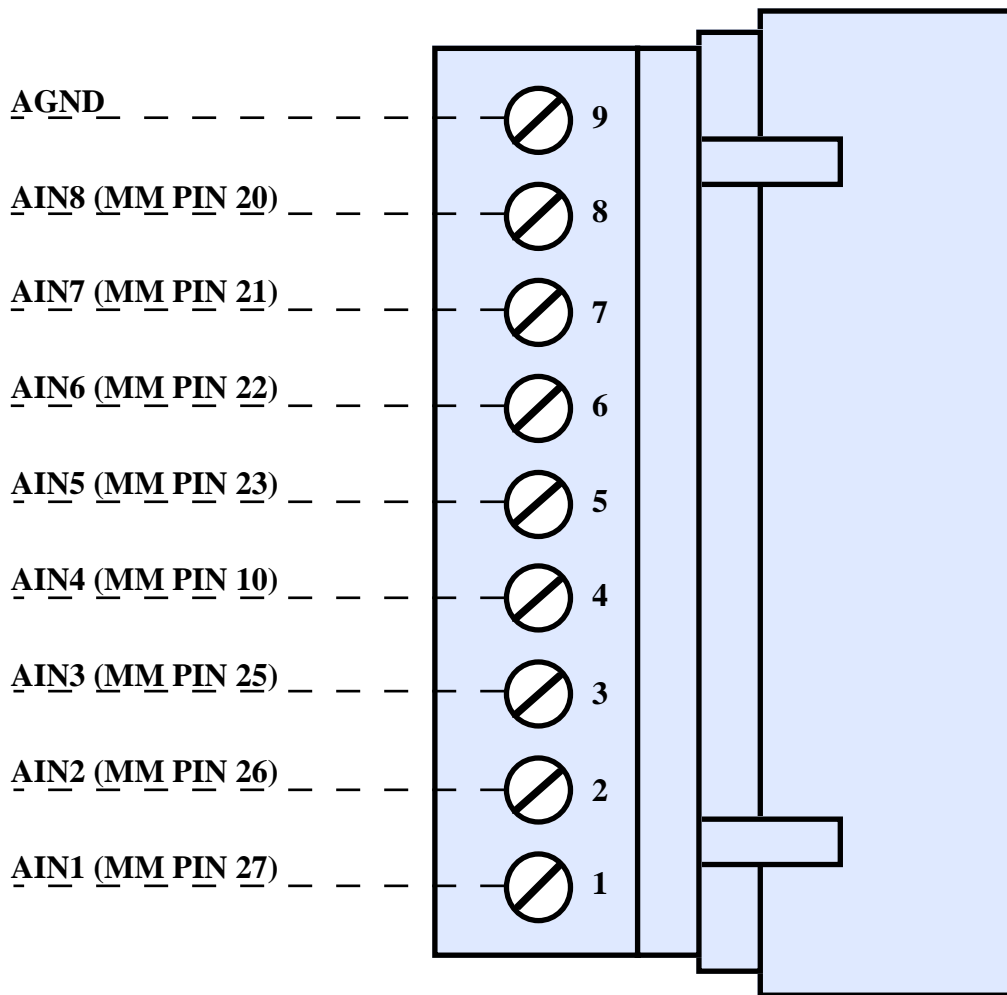 AGND 9
AIN8 (MM PIN 20) 8
AIN7 (MM PIN 21) 7
AIN6 (MM PIN 22) 6
AIN5 (MM PIN 23) 5
AIN4 (MM PIN 10) 4
AIN3 (MM PIN 25) 3
AIN2 (MM PIN 26) 2
AIN1 (MM PIN 27) 1